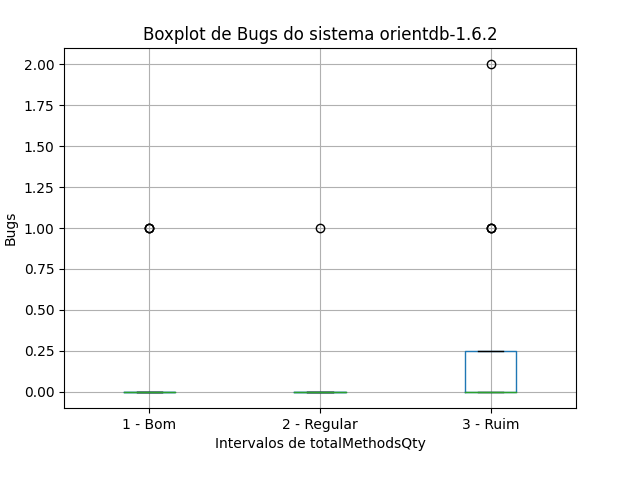 Boxplot de Bugs do sistema orientdb-1.6.2
2.00
1.75
1.50
1.25
1.00
0.75
0.50
0.25
0.00
Bugs
1 - Bom
2 - Regular
3 - Ruim
Intervalos de totalMethodsQty